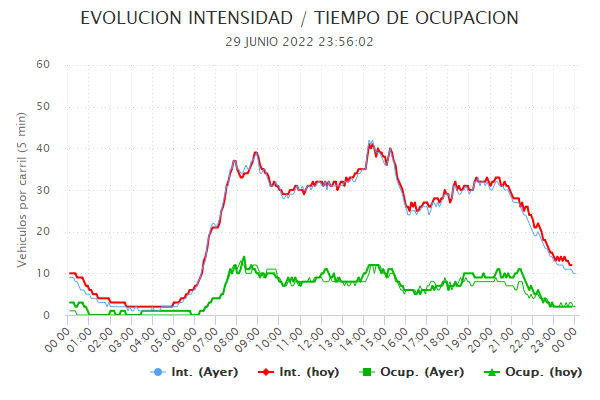 EVOLUCION INTENSIDAD / TIEMPO DE OCUPACION
29 JUNIO 2022 23:56:02
Vehiculos por carril (5 min)
60
50
40
30
20
10
0
00:00 01:00 02:00 03:00 04:00 05:00 06:00 07:00 08:00 09:00 10:00 11:00 12:00 13:00 14:00 15:00 16:00 17:00 18:00 19:00 20:00 21:00 22:00 23:00 00:00
Int. (Ayer) Int. (hoy) Ocup. (Ayer) Ocup. (hoy)